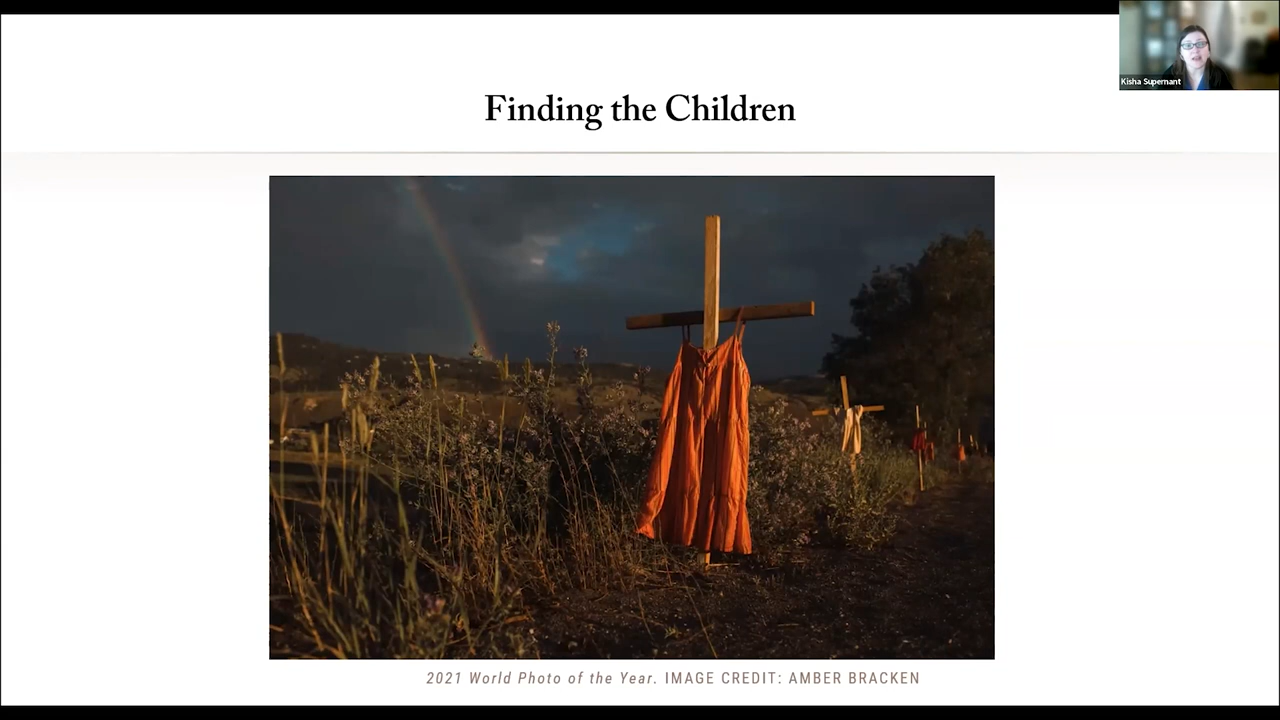 Finding the Children
Kisha Supernant
2021 World Photo of the Year. IMAGE CREDIT: AMBER BRACKEN